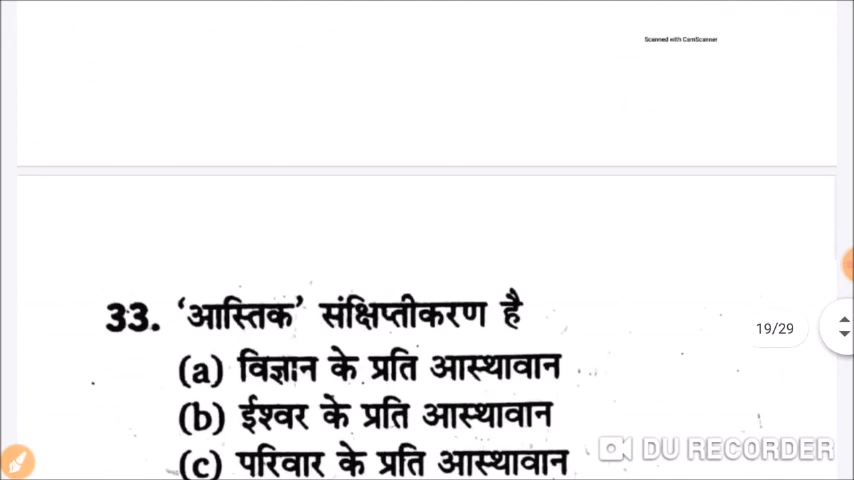 Scanned with CamScanner
33. 'आस्तिक' संक्षिप्तीकरण है
19/29
(a) विज्ञान के प्रति आस्थावान
(b) ईश्वर के प्रति आस्थावान
(c) परिवार के प्रति आस्थावान
DU RECORDER